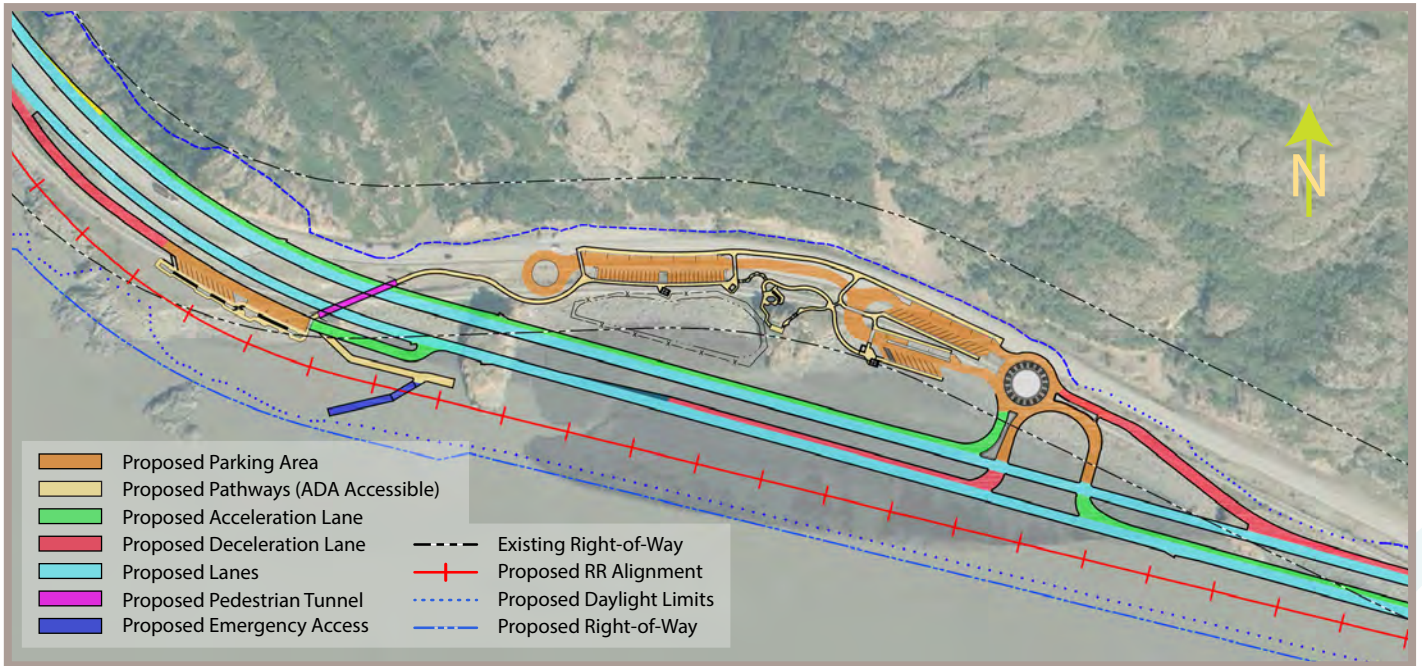 N
Proposed Parking Area
Proposed Pathways (ADA Accessible)
Proposed Acceleration Lane
Proposed Deceleration Lane
Proposed Lanes
Proposed Pedestrian Tunnel
Proposed Emergency Access
Existing Right-of-Way
Proposed RR Alignment
Proposed Daylight Limits
Proposed Right-of-Way